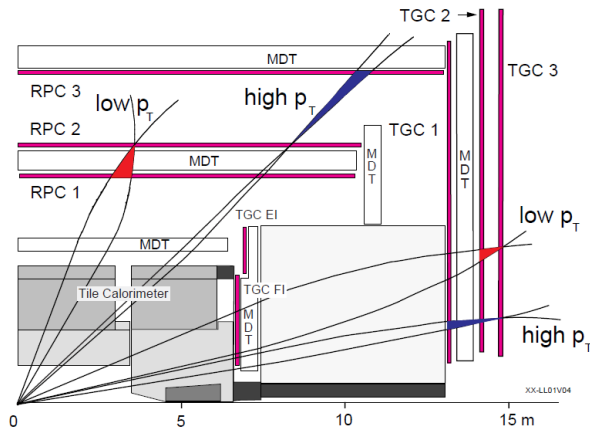 TGC 2
MDT
RPC 3
low pT
high pT
TGC 3
RPC 2
TGC 1
MDT
MDT
MDT
RPC 1
TGC EI
low pT
MDT
Tile Calorimeter
TGC FI
MDT
high pT
XX-LL01V04
0
5
10
15 m